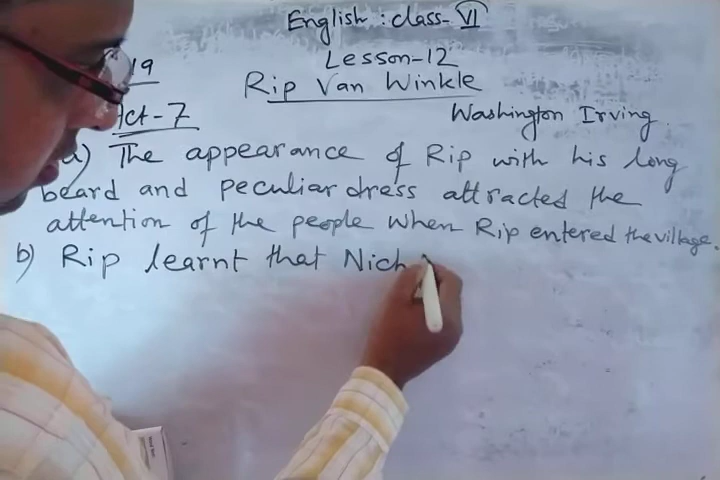 English : class- VI
19
Lesson-12
Rip Van Winkle
Act-7
Washington Irving.
a) The appearance of Rip with his long
beard and peculiar dress attracted the
attention of the people when Rip entered the village.
b) Rip learnt that Nich